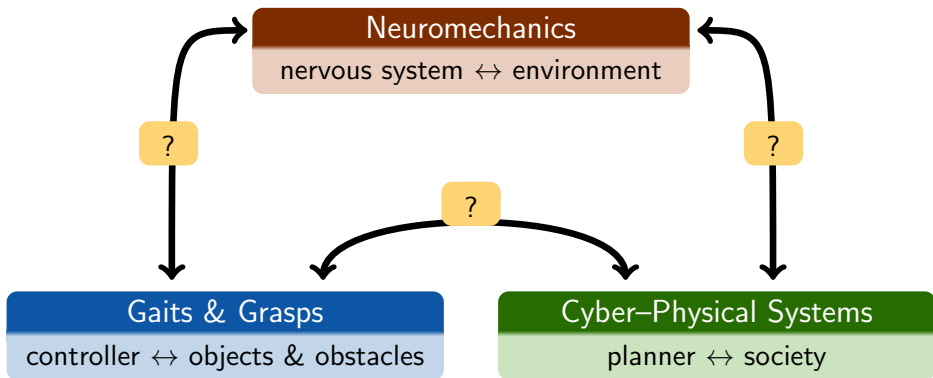 Neuromechanics
nervous system ↔ environment
?
?
?
Gaits & Grasps
controller ↔ objects & obstacles
Cyber–Physical Systems
planner ↔ society